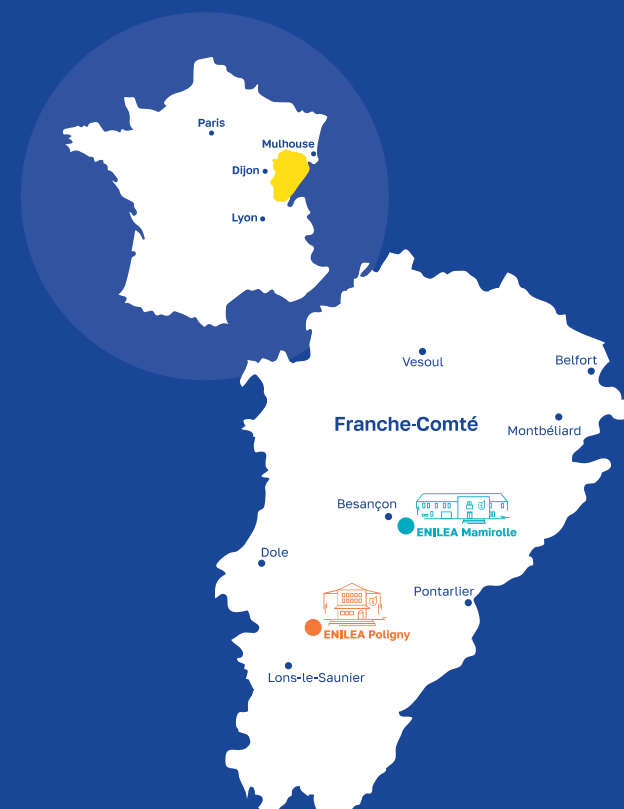 Paris
Mulhouse
Dijon
Lyon
Vesoul
Belfort
Franche-Comté
Montbéliard
Besançon
ENILEA Mamirolle
Dole
Pontarlier
ENILEA Poligny
Lons-le-Saunier